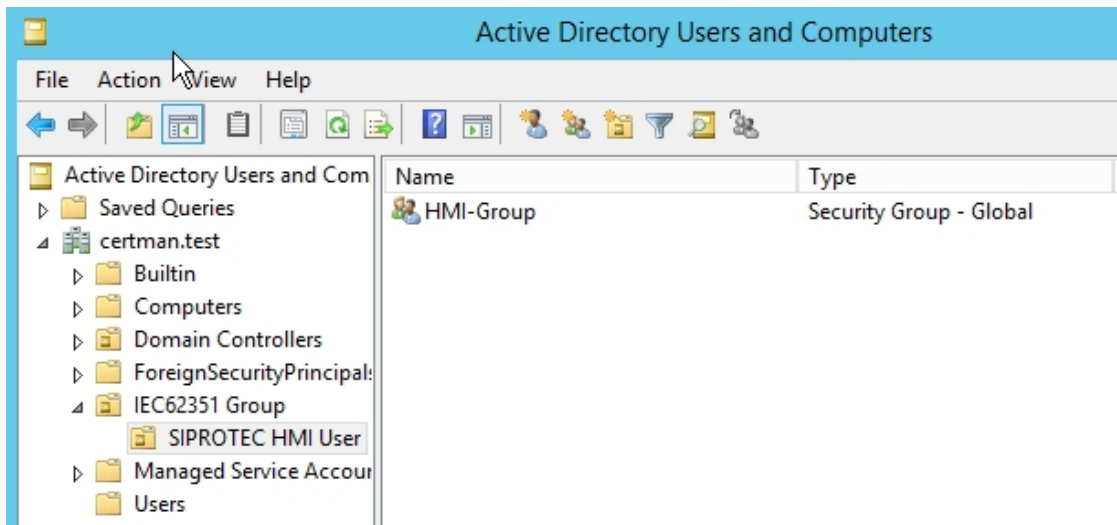 Active Directory Users and Computers
File Action View Help
Active Directory Users and Com
Saved Queries
certman.test
Builtin
Computers
Domain Controllers
ForeignSecurityPrincipals
IEC62351 Group
SIPROTEC HMI User
Managed Service Accour
Users
Name Type
HMI-Group Security Group - Global